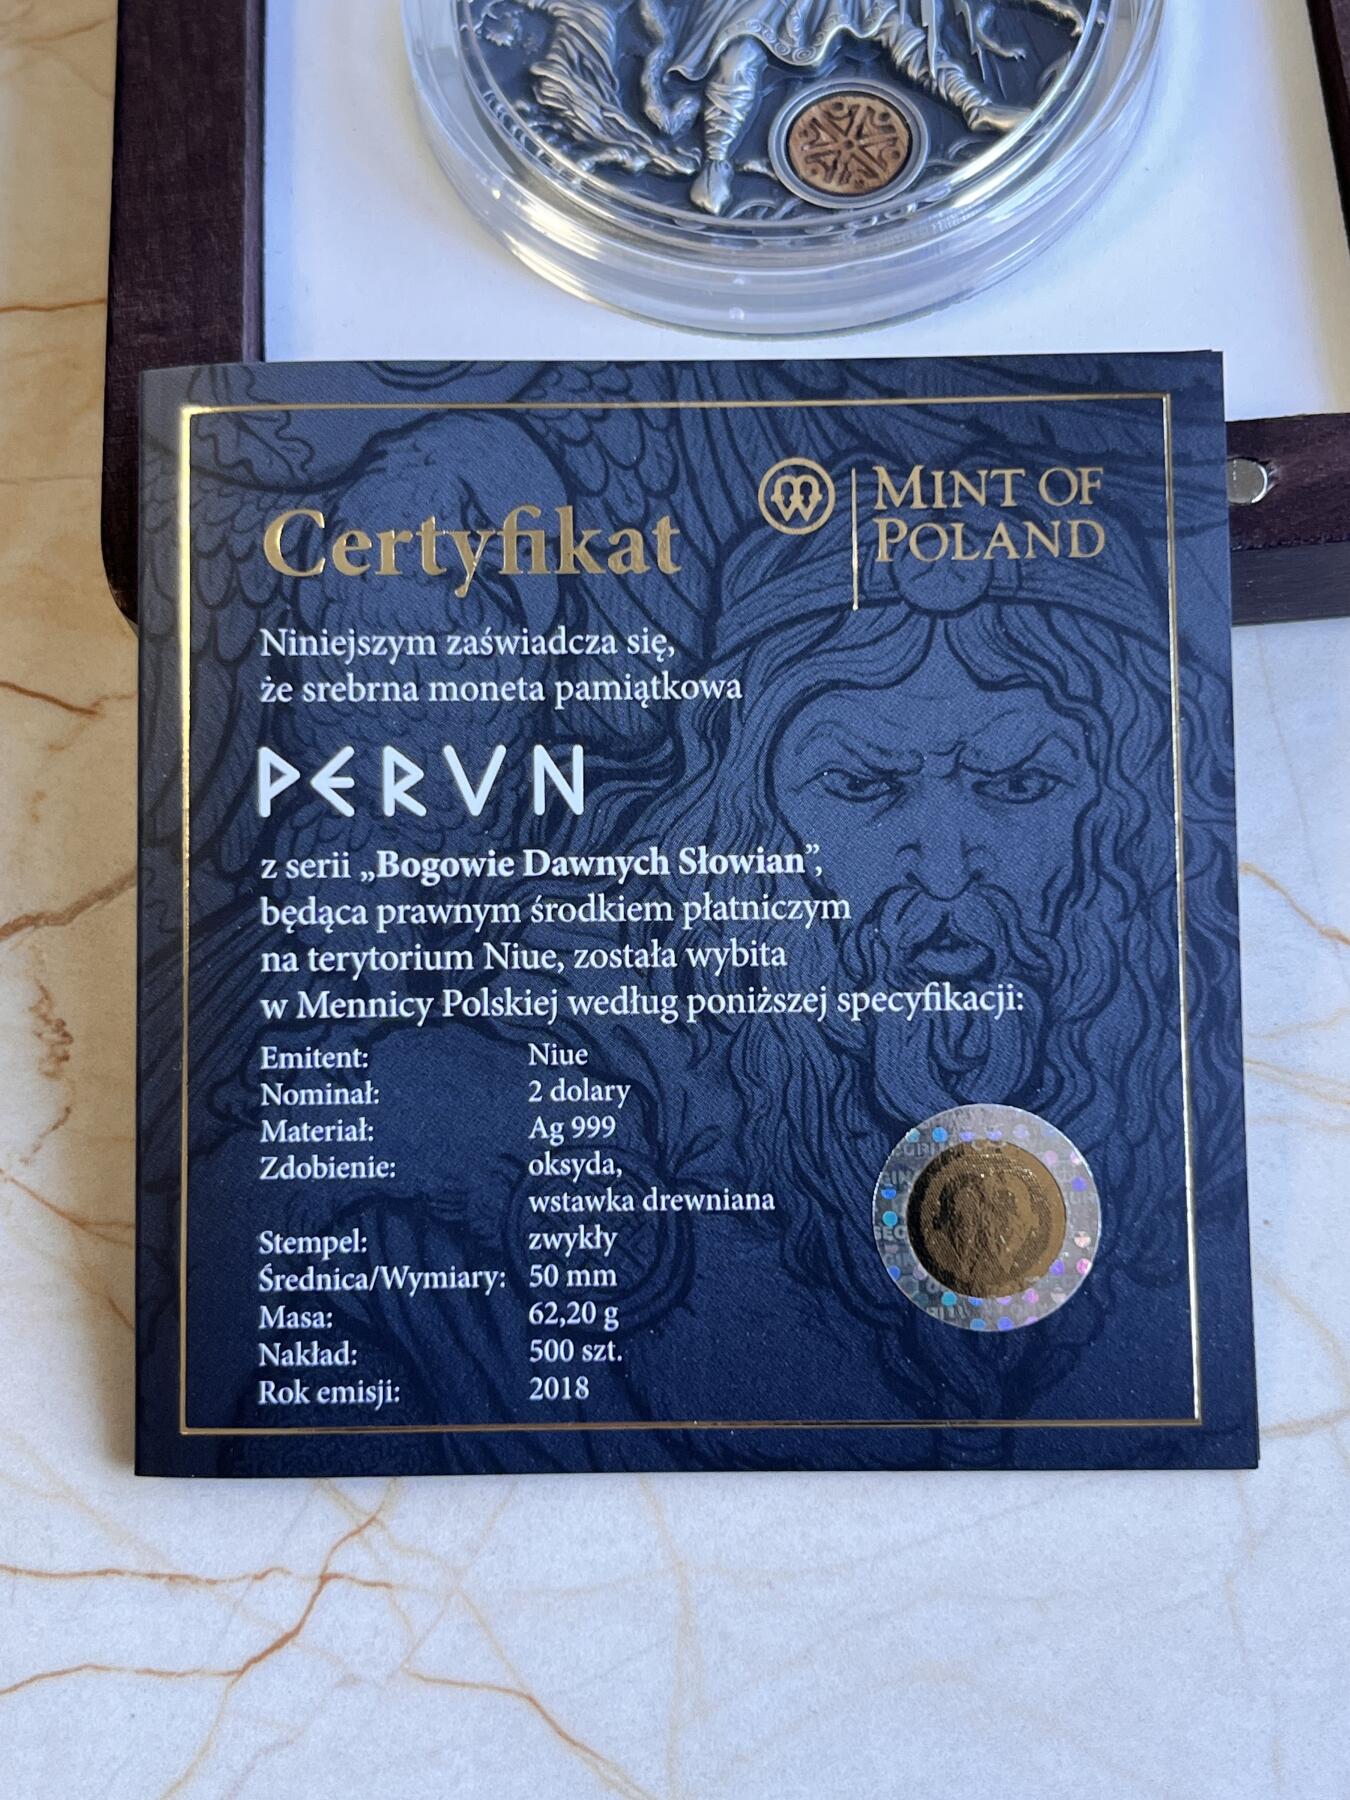 Certyfikat
MINT OF
POLAND
Niniejszym zaświadcza się,
że srebrna moneta pamiątkowa
PERVN
z serii „Bogowie Dawnych Słowian”,
będąca prawnym środkiem płatniczym
na terytorium Niue, została wybita
w Mennicy Polskiej według poniższej specyfikacji:
Emitent: Niue
Nominał: 2 dolary
Materiał: Ag 999
Zdobienie: oksyda,
wstawka drewniana
Stempel: zwykły
Średnica/Wymiary: 50 mm
Masa: 62,20 g
Nakład: 500 szt.
Rok emisji: 2018